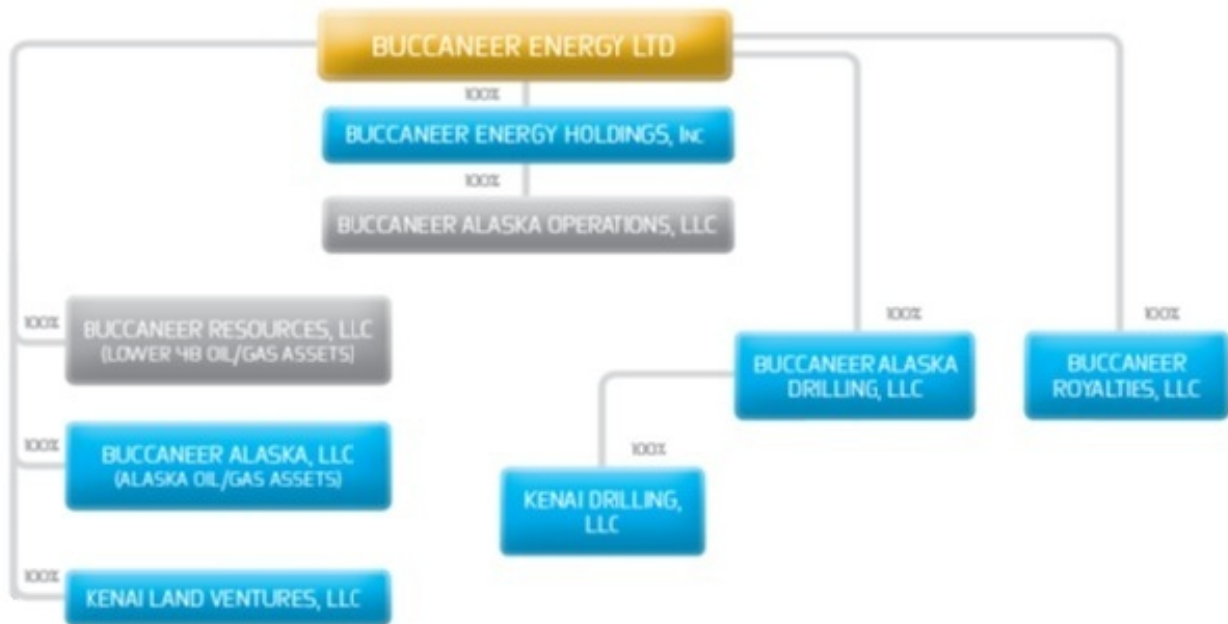 BUCCANEER ENERGY LTD
100%
BUCCANEER ENERGY HOLDINGS, INC
100%
BUCCANEER ALASKA OPERATIONS, LLC
100%
BUCCANEER RESOURCES, LLC
(LOWER 48 OIL/GAS ASSETS)
100%
BUCCANEER ALASKA, LLC
(ALASKA OIL/GAS ASSETS)
100%
KENAI LAND VENTURES, LLC
100%
BUCCANEER ALASKA
DRILLING, LLC
100%
KENAI DRILLING,
LLC
100%
BUCCANEER
ROYALTIES, LLC